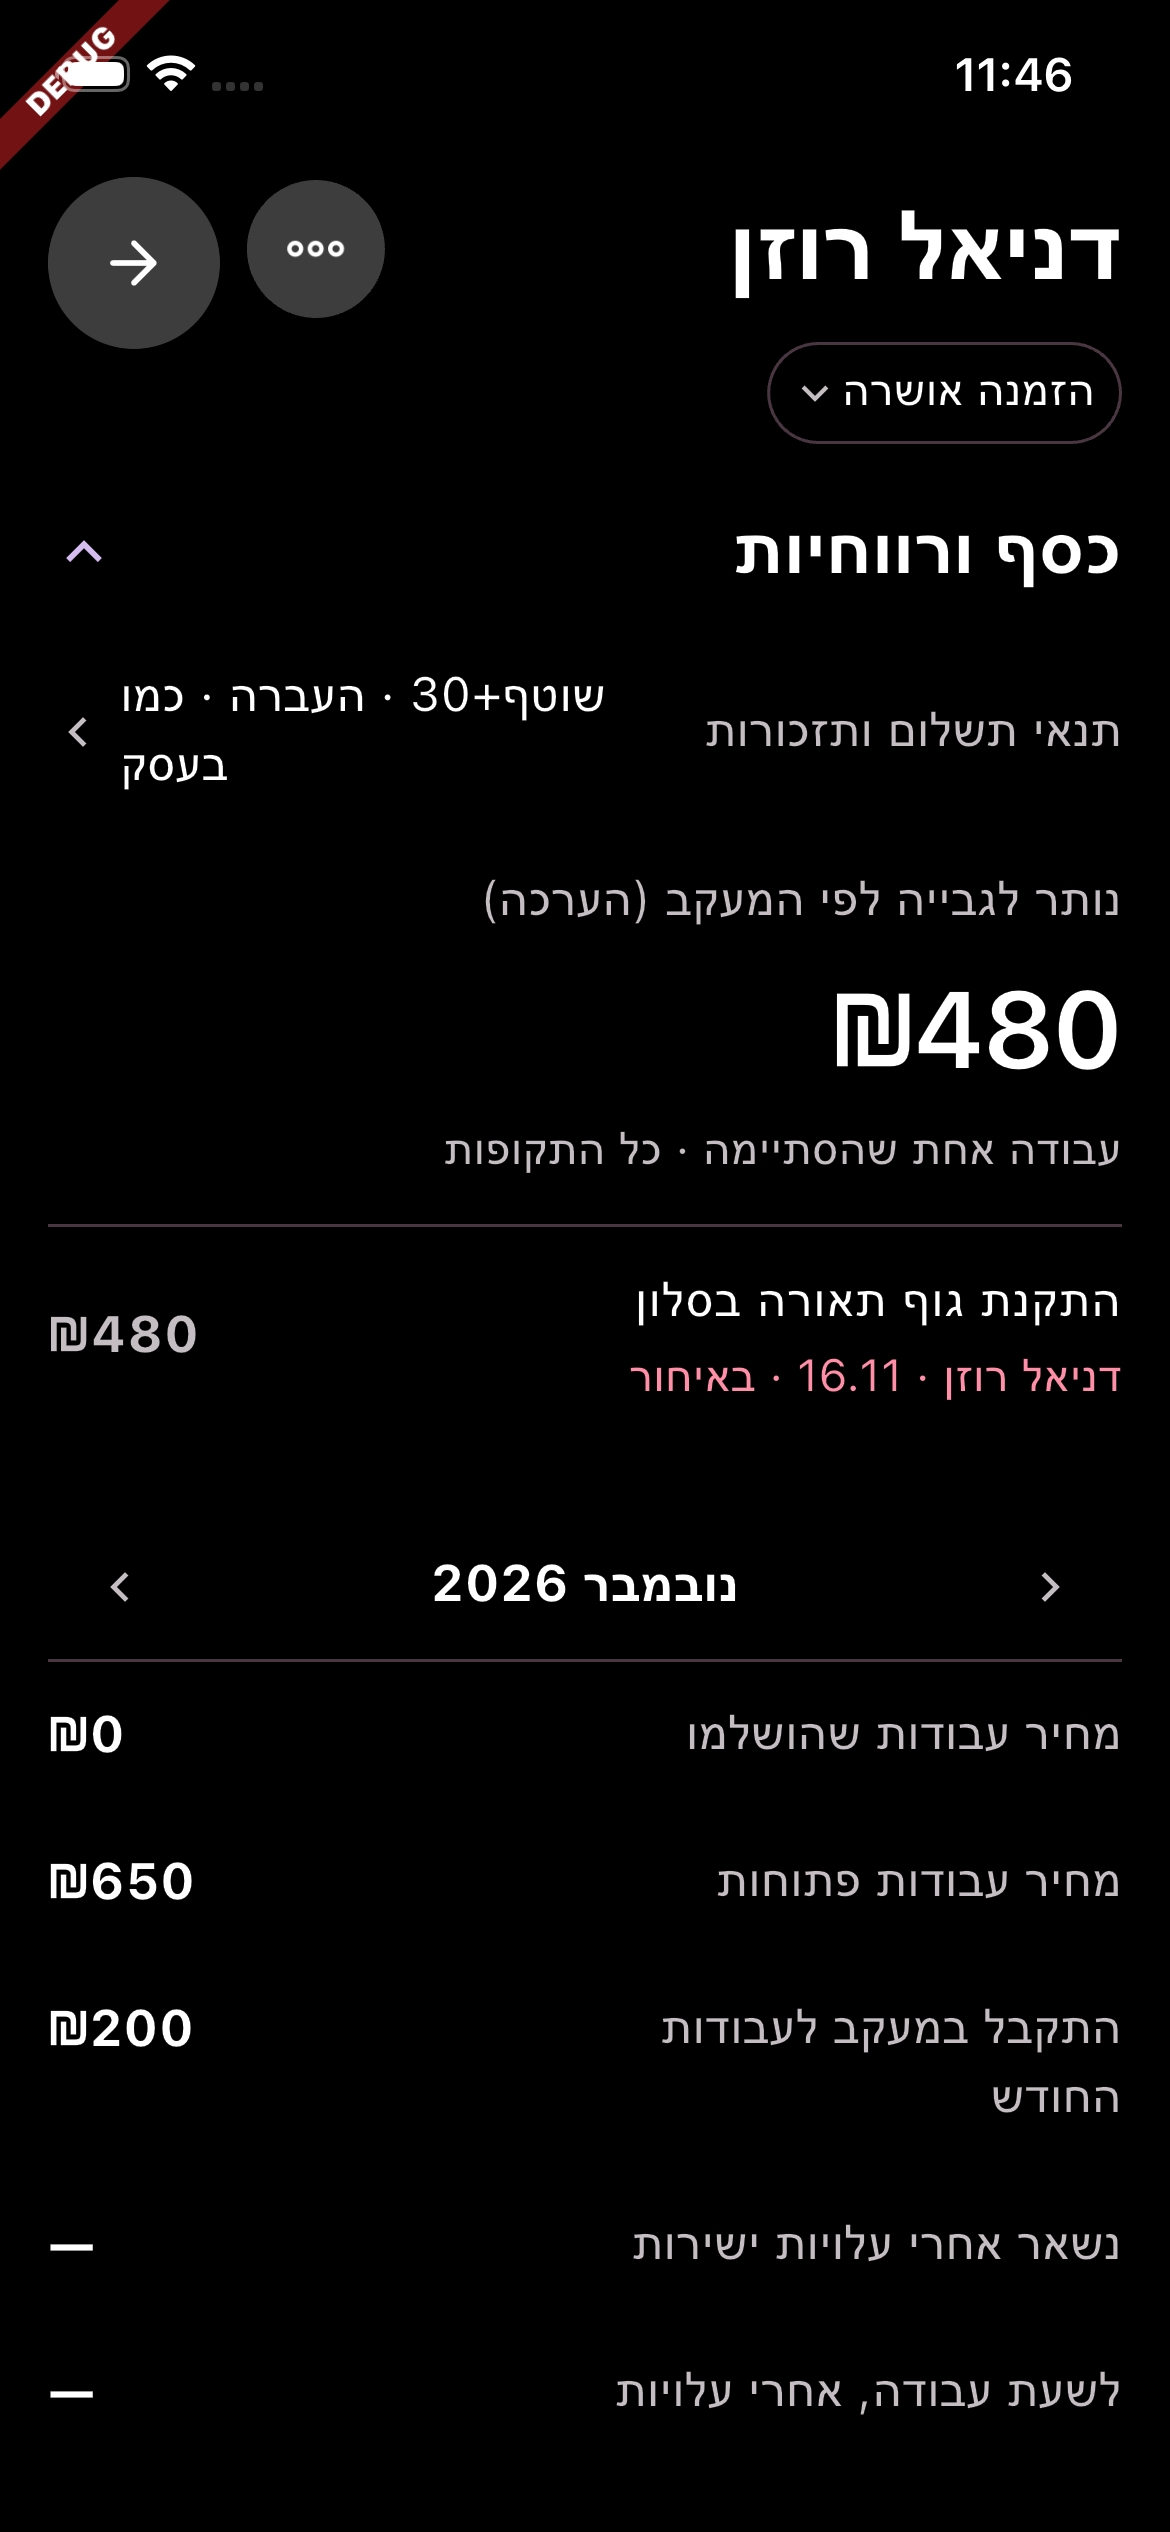 11:46
DEBUG
דניאל רוזן
הזמנה אושרה
כסף ורווחיות
תנאי תשלום ותזכורות
שוטף+30 · העברה · כמו
בעסק
נותר לגבייה לפי המעקב (הערכה)
₪480
עבודה אחת שהסתיימה · כל התקופות
התקנת גוף תאורה בסלון
₪480
דניאל רוזן · 16.11 · באיחור
נובמבר 2026
מחיר עבודות שהושלמו
₪0
מחיר עבודות פתוחות
₪650
התקבל במעקב לעבודות
החודש
₪200
נשאר אחרי עלויות ישירות
—
לשעת עבודה, אחרי עלויות
—